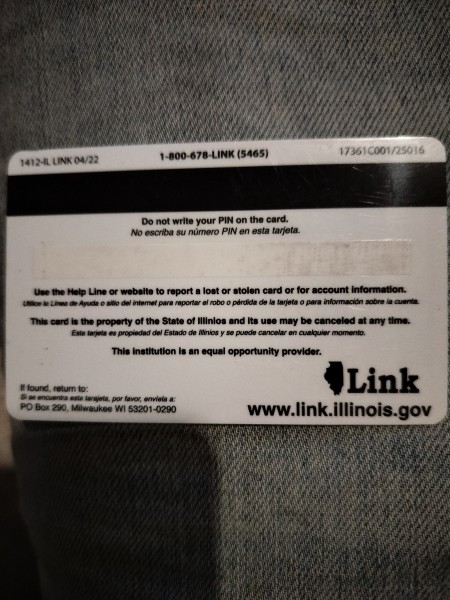 1412-IL LINK 04/22 1-800-678-LINK (5465) 17361C001/25016
Do not write your PIN on the card.
No escriba su número PIN en esta tarjeta.
Use the Help Line or website to report a lost or stolen card or for account information.
Utilice la Línea de Ayuda o sitio del internet para reportar el robo o pérdida de la tarjeta o para información sobre la cuenta.
This card is the property of the State of Illinios and its use may be canceled at any time.
Esta tarjeta es propiedad del Estado de Illinios y se puede cancelar en cualquier momento.
This institution is an equal opportunity provider.
If found, return to:
Si se encuentra esta tarajeta, por favor, envíela a:
PO Box 290, Milwaukee WI 53201-0290
Link
www.link.illinois.gov